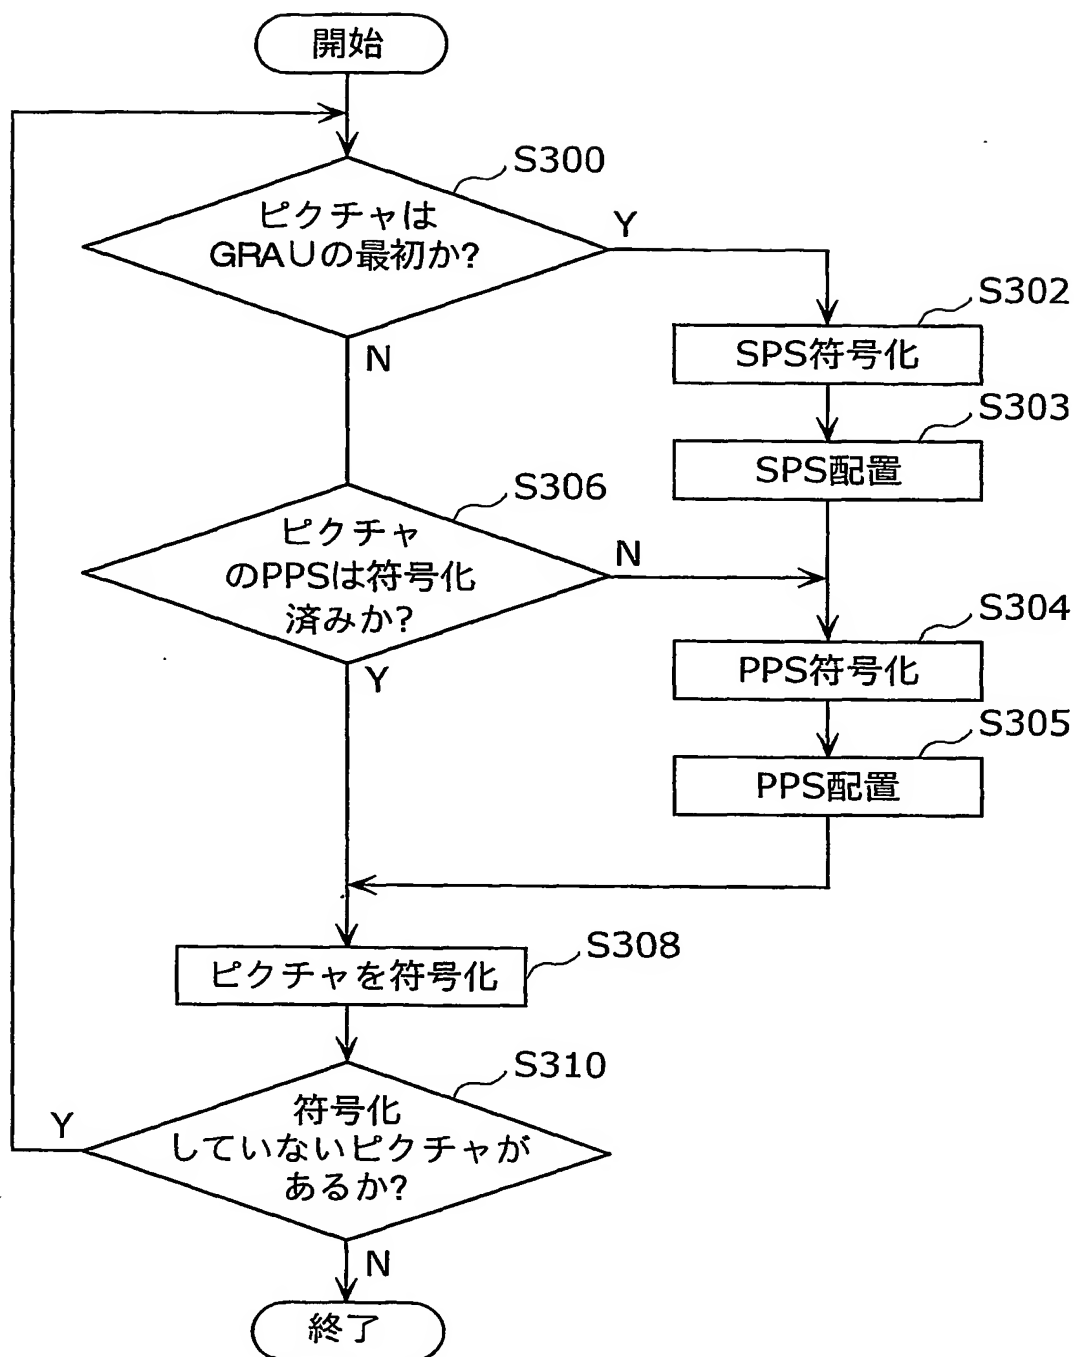 開始
S300
ピクチャは
GRAUの最初か?
Y
N
S302
SPS符号化
S303
SPS配置
S306
ピクチャ
のPPSは符号化
済みか?
N
Y
S304
PPS符号化
S305
PPS配置
S308
ピクチャを符号化
S310
符号化
していないピクチャが
あるか?
Y
N
終了